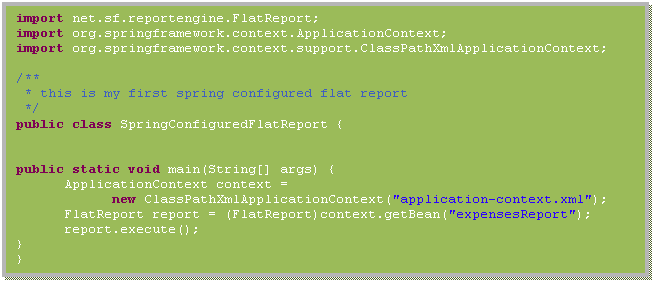 import net.sf.reportengine.FlatReport;
import org.springframework.context.ApplicationContext;
import org.springframework.context.support.ClassPathXmlApplicationContext;
/**
* this is my first spring configured flat report
*/
public class SpringConfiguredFlatReport {
public static void main(String[] args) {
ApplicationContext context =
new ClassPathXmlApplicationContext("application-context.xml");
FlatReport report = (FlatReport)context.getBean("expensesReport");
report.execute();
}
}